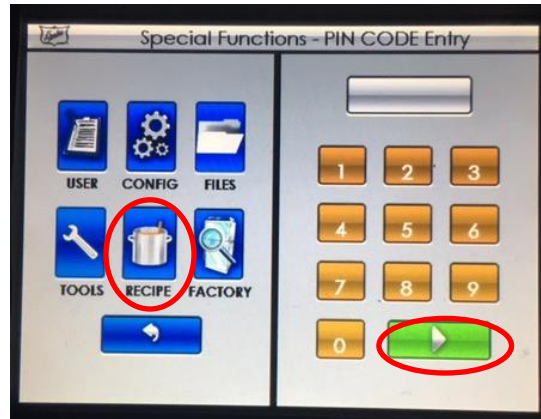 Special Functions - PIN CODE Entry
USER CONFIG FILES
TOOLS RECIPE FACTORY
1 2 3
4 5 6
7 8 9
0